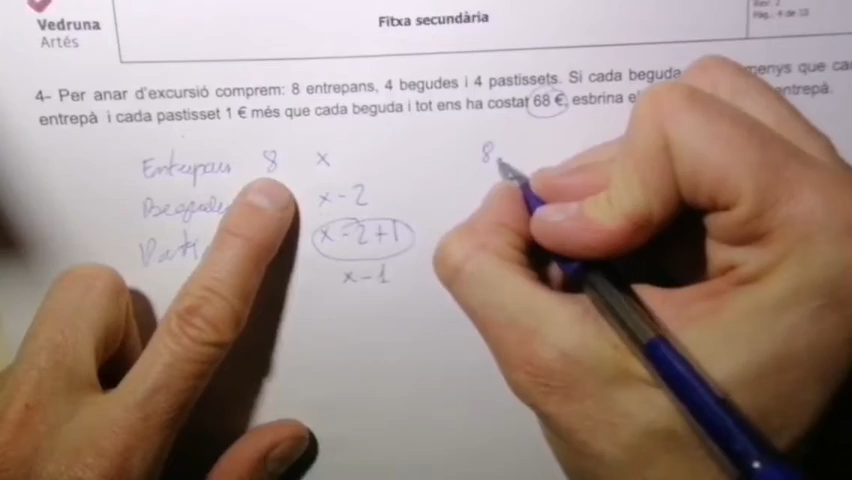 Vedruna
Artés
Fitxa secundària
Pàg.: 4 de 10
4- Per anar d'excursió comprem: 8 entrepans, 4 begudes i 4 pastissets. Si cada beguda menys que
entrepà i cada pastisset 1 € més que cada beguda i tot ens ha costat 68 €, esbrina entrepà.
Entrepans 8 x
8
x-2
x-2+1
x-1